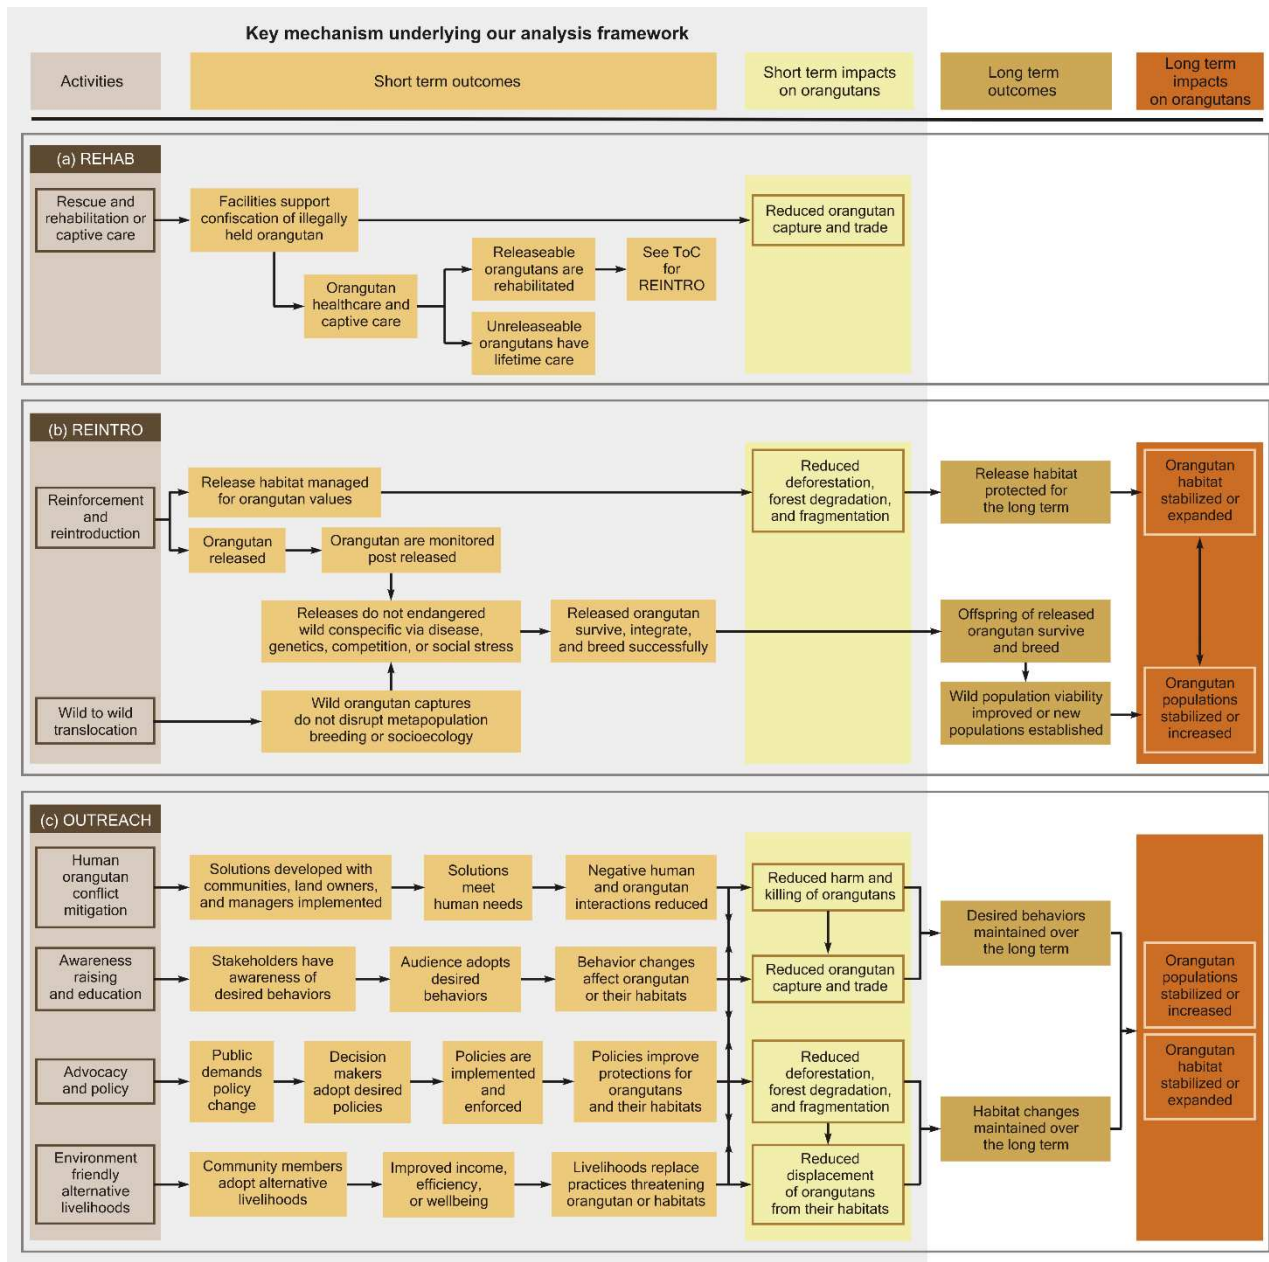 Key mechanism underlying our analysis framework
Activities
Short term outcomes
Short term impacts
on orangutans
Long term
outcomes
Long term
impacts
on orangutans
(a) REHAB
Rescue and
rehabilitation or
captive care
Facilities support
confiscation of illegally
held orangutan
Reduced orangutan
capture and trade
Orangutan
healthcare and
captive care
Releaseable
orangutans are
rehabilitated
See ToC
for
REINTRO
Unreleaseable
orangutans have
lifetime care
(b) REINTRO
Reinforcement
and
reintroduction
Release habitat managed
for orangutan values
Reduced
deforestation,
forest degradation,
and fragmentation
Release habitat
protected for
the long term
Orangutan
habitat
stabilized or
expanded
Orangutan
released
Orangutan are monitored
post released
Releases do not endangered
wild conspecific via disease,
genetics, competition, or social stress
Released orangutan
survive, integrate,
and breed successfully
Offspring of released
orangutan survive
and breed
Wild to wild
translocation
Wild orangutan captures
do not disrupt metapopulation
breeding or socioecology
Wild population viability
improved or new
populations established
Orangutan
populations
stabilized or
increased
(c) OUTREACH
Human
orangutan
conflict
mitigation
Solutions developed with
communities, land owners,
and managers implemented
Solutions
meet
human needs
Negative human
and orangutan
interactions reduced
Reduced harm and
killing of orangutans
Desired behaviors
maintained over
the long term
Awareness
raising
and education
Stakeholders have
awareness of
desired behaviors
Audience adopts
desired
behaviors
Behavior changes
affect orangutan
or their habitats
Reduced orangutan
capture and trade
Orangutan
populations
stabilized or
increased
Advocacy
and policy
Public
demands
policy
change
Decision
makers
adopt desired
policies
Policies are
implemented
and
enforced
Policies improve
protections for
orangutans
and their habitats
Reduced
deforestation,
forest degradation,
and fragmentation
Orangutan
habitat
stabilized or
expanded
Habitat changes
maintained over
the long term
Environment
friendly
alternative
livelihoods
Community members
adopt alternative
livelihoods
Improved income,
efficiency,
or wellbeing
Livelihoods replace
practices threatening
orangutan or habitats
Reduced
displacement
of orangutans
from their habitats